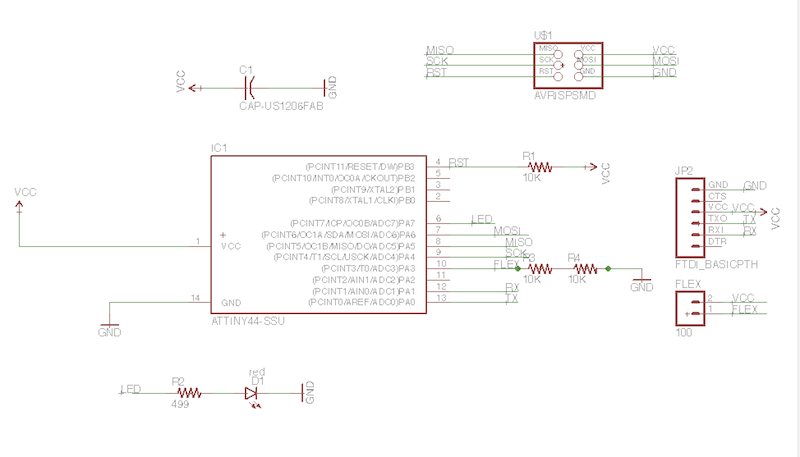 U$1
MISO MISO VCC VCC
SCK SCK MOSI MOSI
RST RST GND GND
AVRISPSMD
VCC C1 GND
CAP-US1206FAB
IC1
(PCINT11/RESET/DW)PB3 4 RST R1 10K VCC
(PCINT10/INT0/OC0A/CKOUT)PB2 5
(PCINT9/XTAL2)PB1 3
(PCINT8/XTAL1/CLKI)PB0 2
(PCINT7/ICP/OC0B/ADC7)PA7 6 LED
(PCINT6/OC1A/SDA/MOSI/ADC6)PA6 7 MOSI
VCC 1 VCC (PCINT5/OC1B/MISO/DO/ADC5)PA5 8 MISO
(PCINT4/T1/SCL/USCK/ADC4)PA4 9 SCK
(PCINT3/T0/ADC3)PA3 10 FLEX R3 10K R4 10K GND
(PCINT2/AIN1/ADC2)PA2 11
(PCINT1/AIN0/ADC1)PA1 12 RX
GND 14 GND (PCINT0/AREF/ADC0)PA0 13 TX
ATTINY44-SSU
JP2
GND GND
CTS
VCC VCC VCC
TXO TX
RXI RX
DTR
FTDI_BASICPTH
FLEX
2 VCC
1 FLEX
100
red
LED R2 D1 GND
499